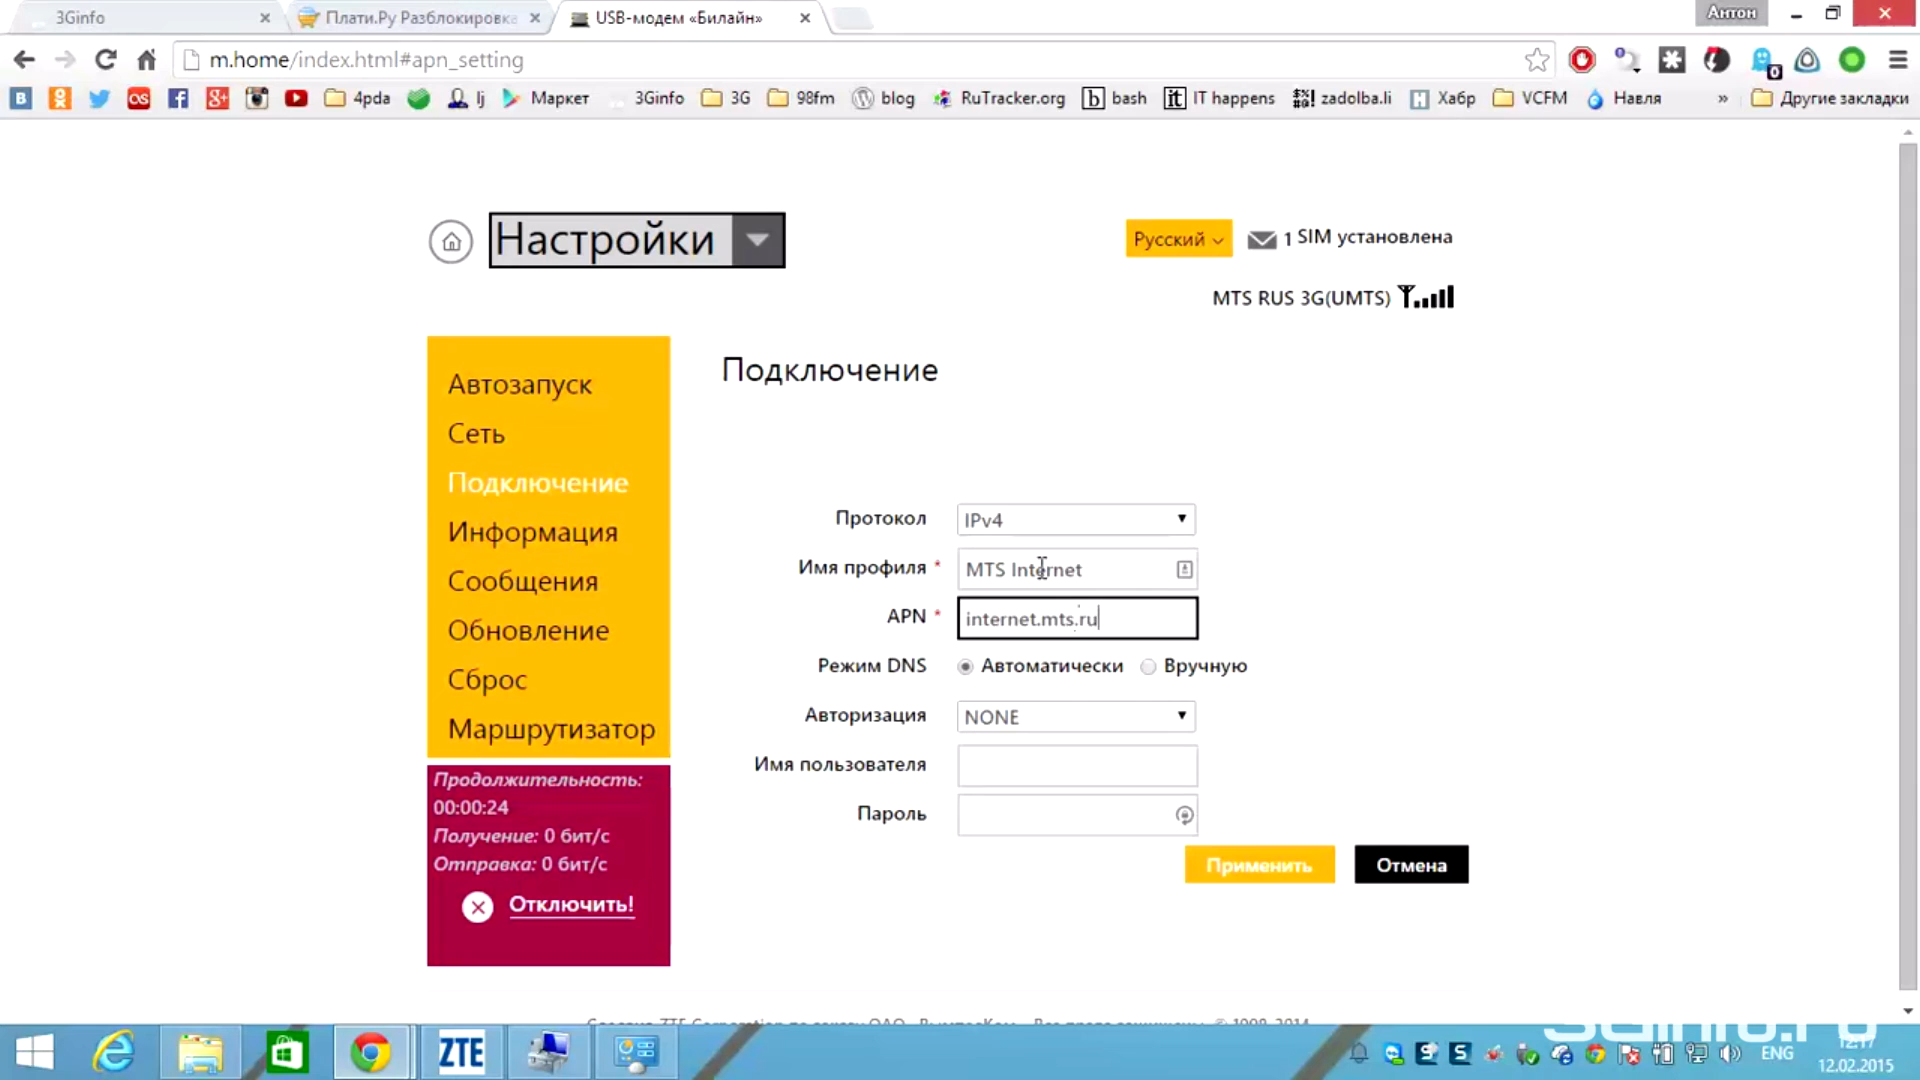 3Ginfo
Плати.Ру Разблокировка
USB-модем «Билайн»
Антон
m.home/index.html#apn_setting
4pda
lj
Маркет
3Ginfo
3G
98fm
blog
RuTracker.org
bash
IT happens
zadolba.li
Хабр
VCFM
Навля
»
Другие закладки
Настройки
Русский
1 SIM установлена
MTS RUS 3G(UMTS)
Автозапуск
Сеть
Подключение
Информация
Сообщения
Обновление
Сброс
Маршрутизатор
Продолжительность:
00:00:24
Получение: 0 бит/с
Отправка: 0 бит/с
Отключить!
Подключение
Протокол IPv4
Имя профиля * MTS Internet
APN * internet.mts.ru
Режим DNS Автоматически Вручную
Авторизация NONE
Имя пользователя
Пароль
Применить Отмена
ZTE
ENG
12:17
12.02.2015